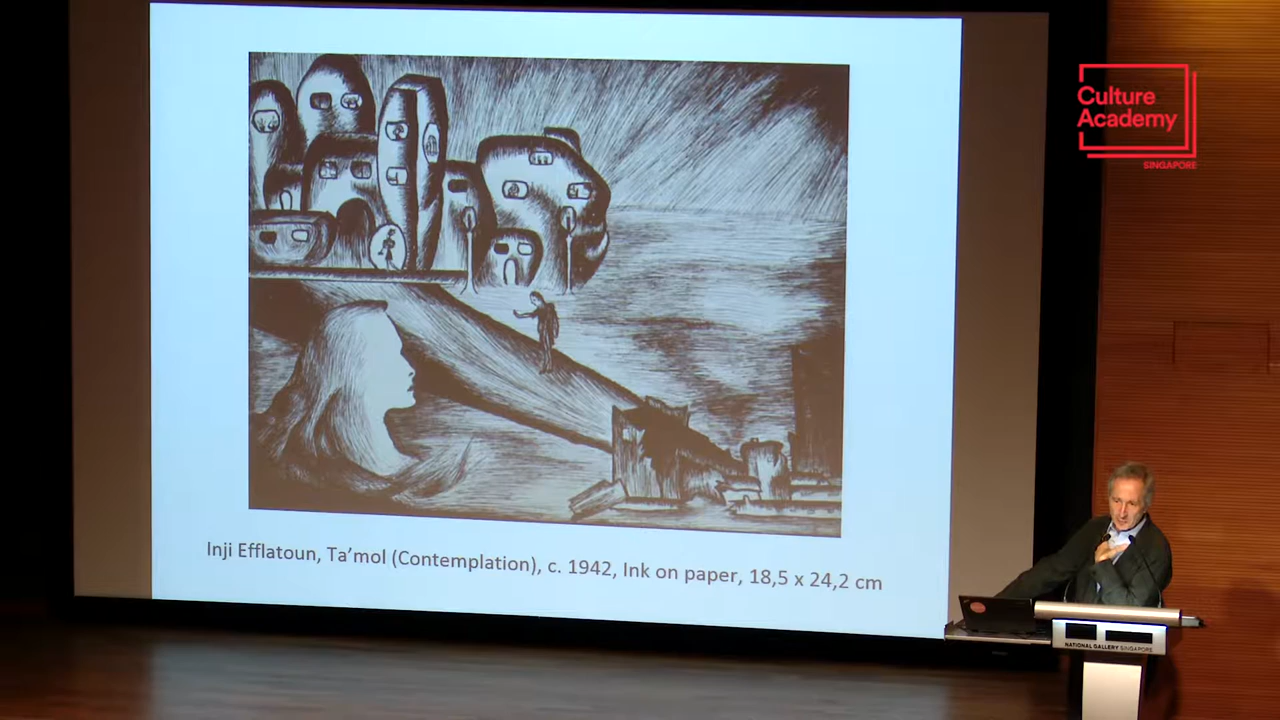 Culture
Academy
SINGAPORE
Inji Efflatoun, Ta’mol (Contemplation), c. 1942, Ink on paper, 18,5 x 24,2 cm
NATIONAL GALLERY SINGAPORE